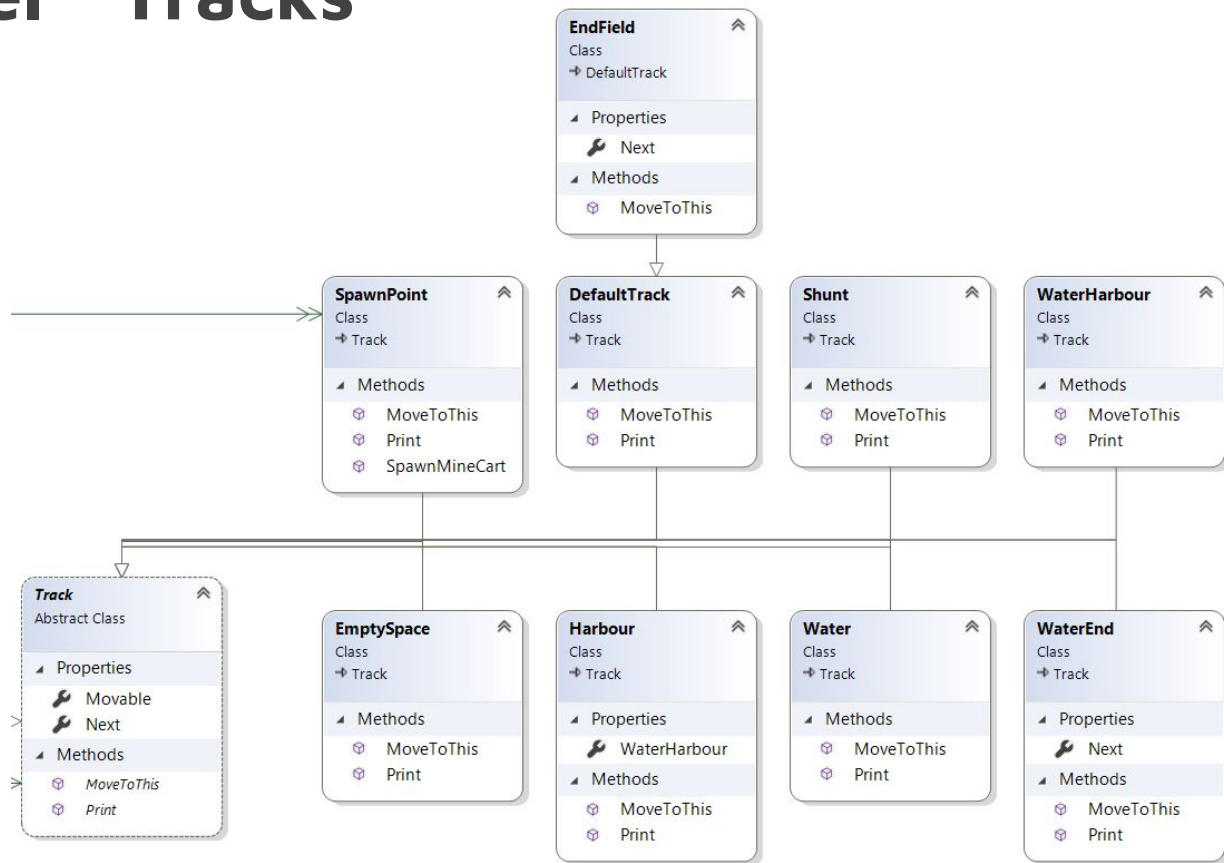 er Tracks
EndField
Class
DefaultTrack
Properties
Next
Methods
MoveToThis
SpawnPoint
Class
Track
Methods
MoveToThis
Print
SpawnMineCart
DefaultTrack
Class
Track
Methods
MoveToThis
Print
Shunt
Class
Track
Methods
MoveToThis
Print
WaterHarbour
Class
Track
Methods
MoveToThis
Print
Track
Abstract Class
Properties
Movable
Next
Methods
MoveToThis
Print
EmptySpace
Class
Track
Methods
MoveToThis
Print
Harbour
Class
Track
Properties
WaterHarbour
Methods
MoveToThis
Print
Water
Class
Track
Methods
MoveToThis
Print
WaterEnd
Class
Track
Properties
Next
Methods
MoveToThis
Print